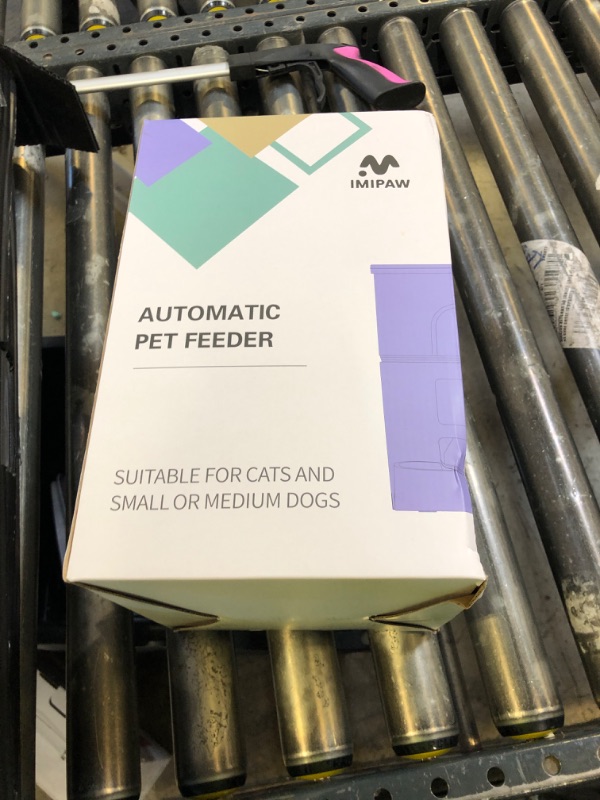 IMIPAW
AUTOMATIC
PET FEEDER
SUITABLE FOR CATS AND
SMALL OR MEDIUM DOGS